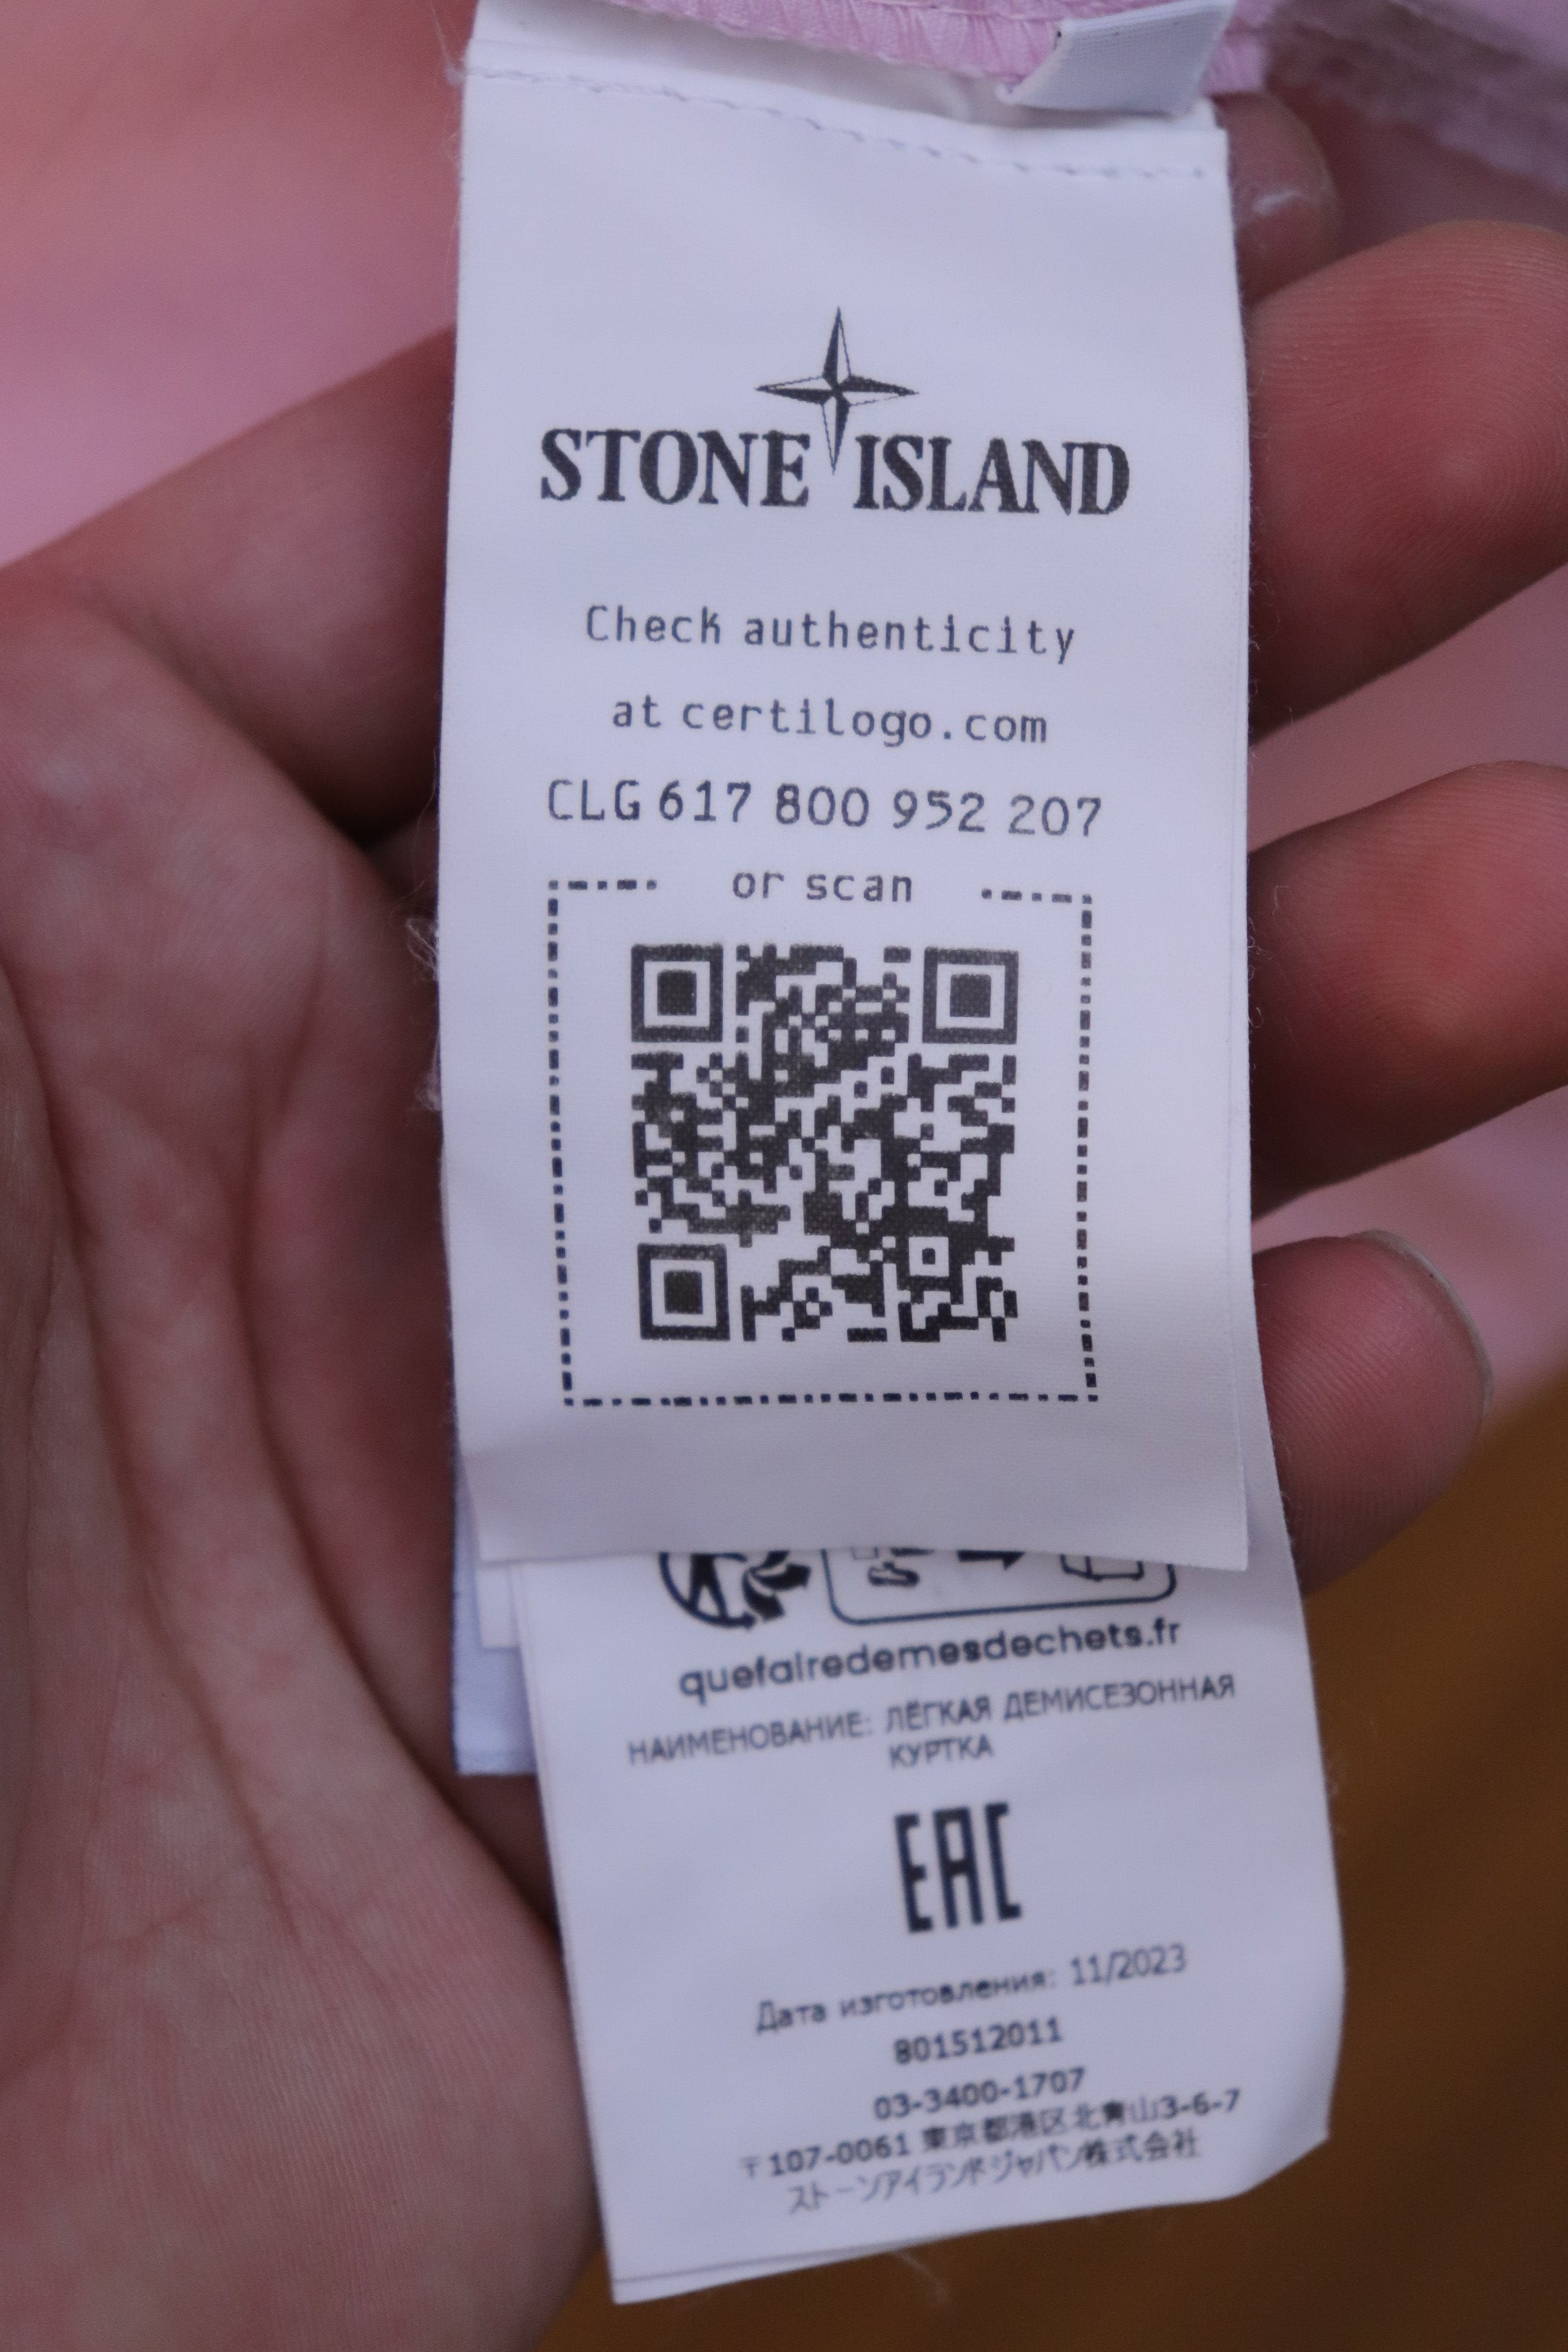 STONE ISLAND
Check authenticity
at certilogo.com
CLG 617 800 952 207
or scan
quefairedemesdechets.fr
НАИМЕНОВАНИЕ: ЛЁГКАЯ ДЕМИСЕЗОННАЯ
КУРТКА
EAC
Дата изготовления: 11/2023
801512011
03-3400-1707
〒107-0061 東京都港区北青山3-6-7
ストーンアイランドジャパン株式会社